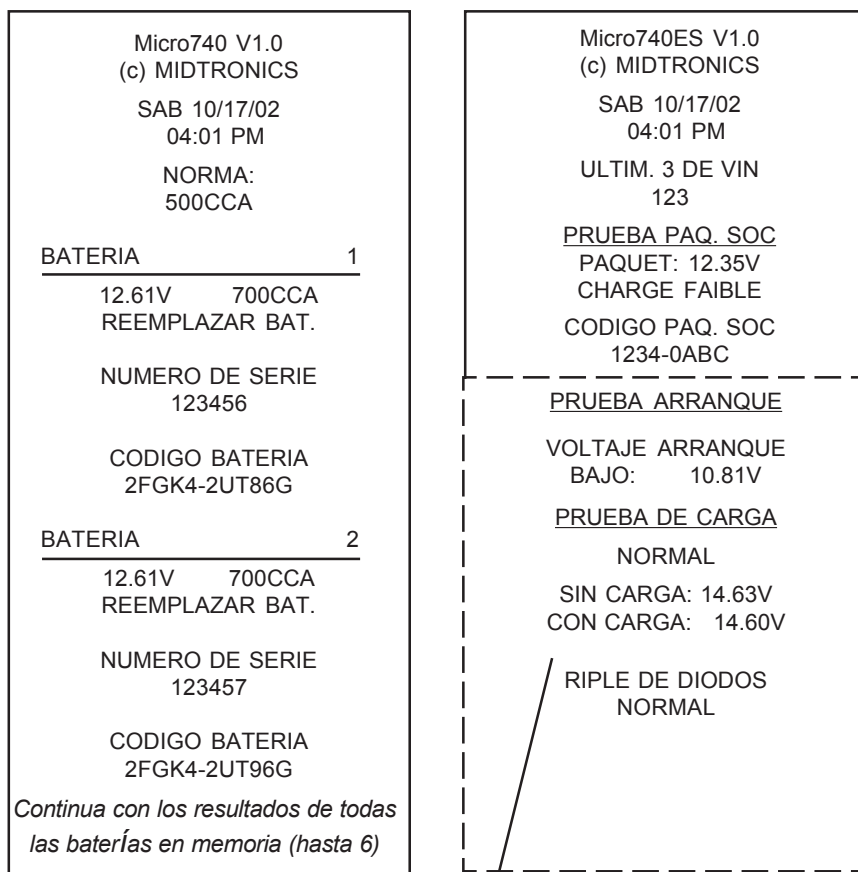 Micro740 V1.0
(c) MIDTRONICS
SAB 10/17/02
04:01 PM
NORMA:
500CCA
BATERIA 1
12.61V 700CCA
REEMPLAZAR BAT.
NUMERO DE SERIE
123456
CODIGO BATERIA
2FGK4-2UT86G
BATERIA 2
12.61V 700CCA
REEMPLAZAR BAT.
NUMERO DE SERIE
123457
CODIGO BATERIA
2FGK4-2UT96G
Continua con los resultados de todas
las baterÍas en memoria (hasta 6)
Micro740ES V1.0
(c) MIDTRONICS
SAB 10/17/02
04:01 PM
ULTIM. 3 DE VIN
123
PRUEBA PAQ. SOC
PAQUET: 12.35V
CHARGE FAIBLE
CODIGO PAQ. SOC
1234-0ABC
PRUEBA ARRANQUE
VOLTAJE ARRANQUE
BAJO: 10.81V
PRUEBA DE CARGA
NORMAL
SIN CARGA: 14.63V
CON CARGA: 14.60V
RIPLE DE DIODOS
NORMAL